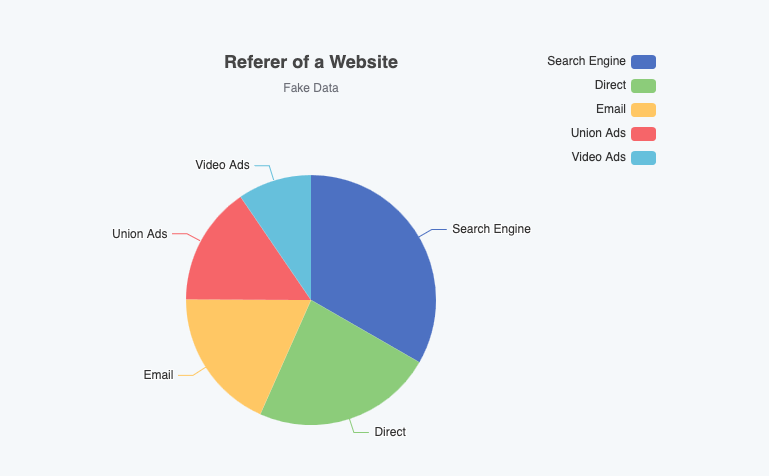 Referer of a Website
Fake Data
Search Engine
Direct
Email
Union Ads
Video Ads
Video Ads
Union Ads
Search Engine
Email
Direct